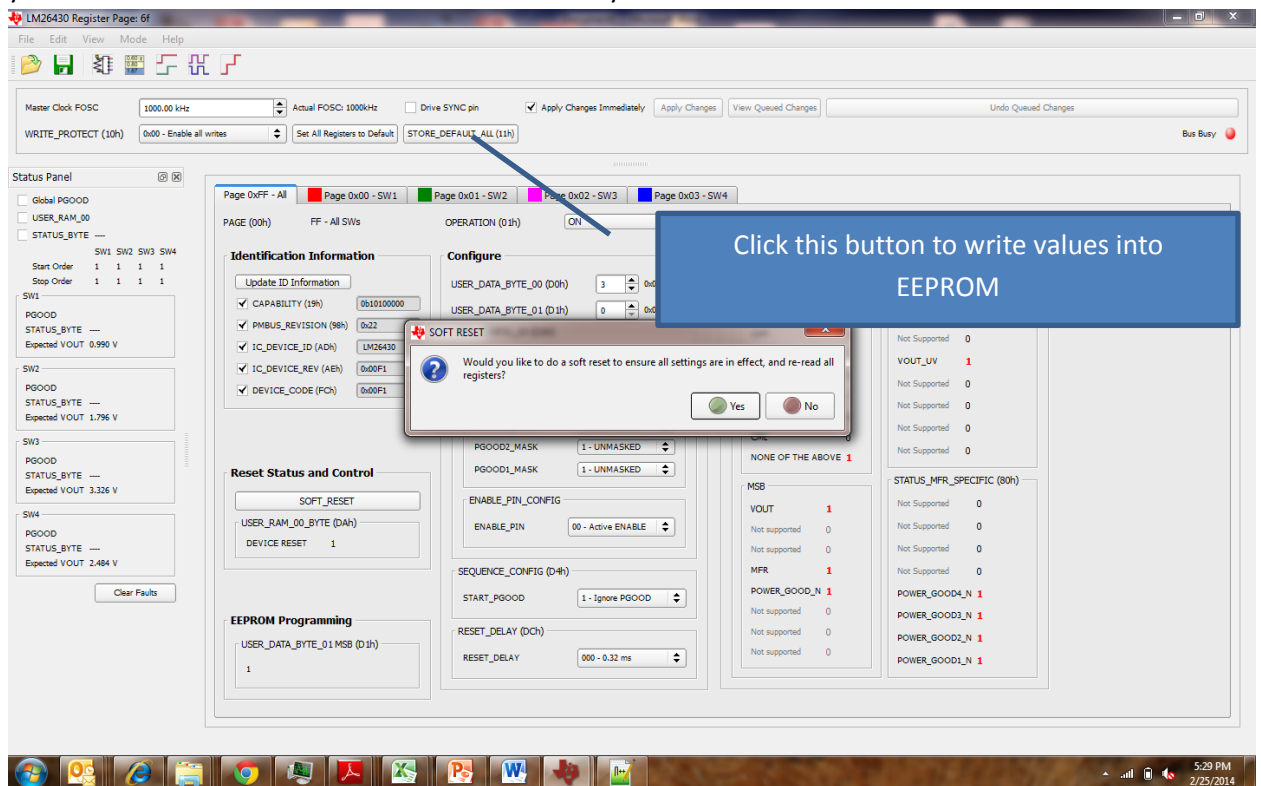 LM26430 Register Page: 6f
File Edit View Mode Help
Master Clock FOSC 1000.00 kHz Actual FOSC: 1000kHz Drive SYNC pin Apply Changes Immediately Apply Changes View Queued Changes Undo Queued Changes
WRITE_PROTECT (10h) 0x00 - Enable all writes Set All Registers to Default STORE_DEFAULT_ALL (11h) Bus Busy
Status Panel
Global PGOOD
USER_RAM_00
STATUS_BYTE ----
SW1 SW2 SW3 SW4
Start Order 1 1 1 1
Stop Order 1 1 1 1
SW1
PGOOD
STATUS_BYTE ----
Expected VOUT 0.990 V
SW2
PGOOD
STATUS_BYTE ----
Expected VOUT 1.796 V
SW3
PGOOD
STATUS_BYTE ----
Expected VOUT 3.326 V
SW4
PGOOD
STATUS_BYTE ----
Expected VOUT 2.484 V
Clear Faults
Page 0xFF - All Page 0x00 - SW1 Page 0x01 - SW2 Page 0x02 - SW3 Page 0x03 - SW4
PAGE (00h) FF - All SWs OPERATION (01h) ON
Click this button to write values into
EEPROM
Identification Information
Update ID Information
CAPABILITY (19h) 0b10100000
PMBUS_REVISION (98h) 0x22
IC_DEVICE_ID (ADh) LM26430
IC_DEVICE_REV (AEh) 0x00F1
DEVICE_CODE (FCh) 0x00F1
Configure
USER_DATA_BYTE_00 (D0h) 3
USER_DATA_BYTE_01 (D1h) 0
SOFT RESET
Would you like to do a soft reset to ensure all settings are in effect, and re-read all
registers?
Yes No
PGOOD2_MASK 1 - UNMASKED
PGOOD1_MASK 1 - UNMASKED
ENABLE_PIN_CONFIG
ENABLE_PIN 00 - Active ENABLE
SEQUENCE_CONFIG (D4h)
START_PGOOD 1 - Ignore PGOOD
RESET_DELAY (DCh)
RESET_DELAY 000 - 0.32 ms
Reset Status and Control
SOFT_RESET
USER_RAM_00_BYTE (DAh)
DEVICE RESET 1
EEPROM Programming
USER_DATA_BYTE_01 MSB (D1h)
1
NONE OF THE ABOVE 1
MSB
VOUT 1
Not supported 0
Not supported 0
MFR 1
POWER_GOOD_N 1
Not supported 0
Not supported 0
Not supported 0
Not Supported 0
VOUT_UV 1
Not Supported 0
Not Supported 0
Not Supported 0
Not Supported 0
STATUS_MFR_SPECIFIC (80h)
Not Supported 0
Not Supported 0
Not Supported 0
Not Supported 0
POWER_GOOD4_N 1
POWER_GOOD3_N 1
POWER_GOOD2_N 1
POWER_GOOD1_N 1
5:29 PM
2/25/2014